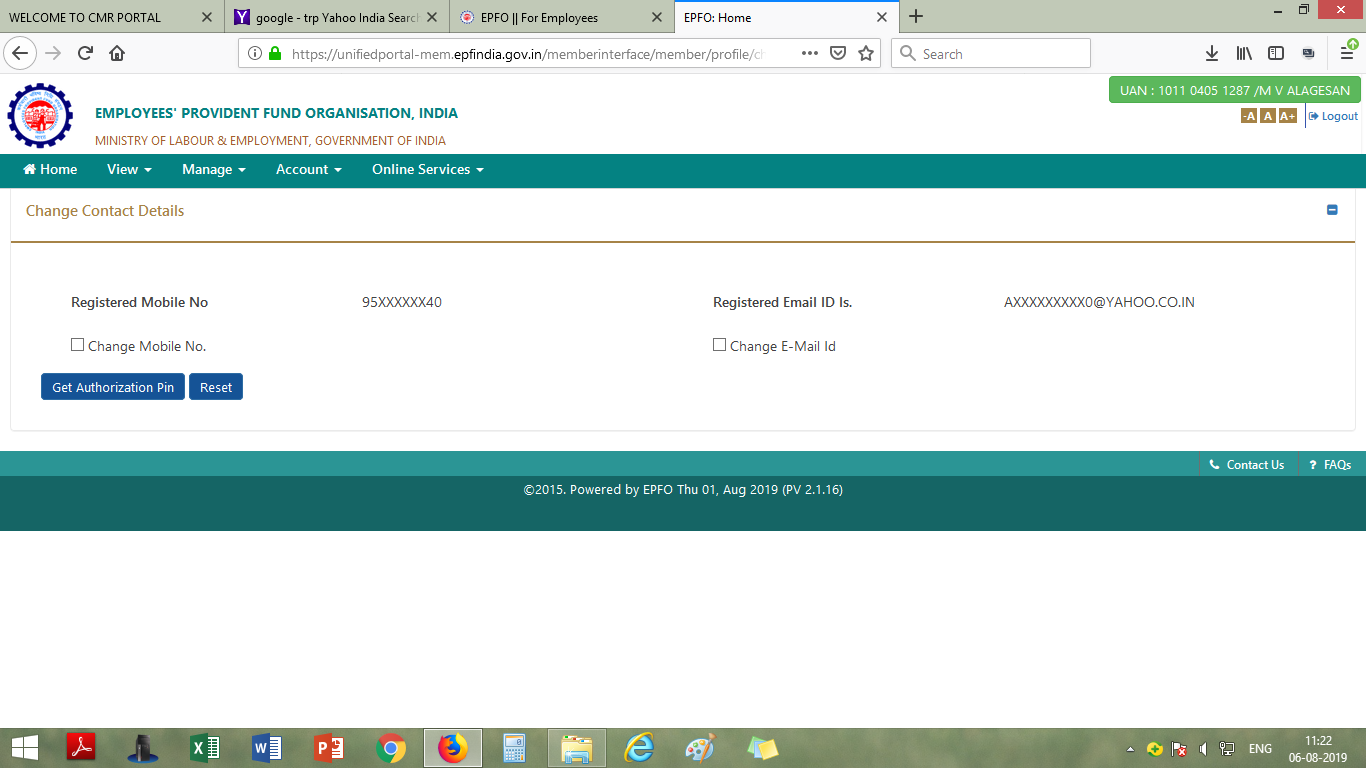 WELCOME TO CMR PORTAL
google - trp Yahoo India Search
EPFO || For Employees
EPFO: Home
https://unifiedportal-mem.epfindia.gov.in/memberinterface/member/profile/ch
Search
UAN : 1011 0405 1287 /M V ALAGESAN
EMPLOYEES' PROVIDENT FUND ORGANISATION, INDIA
-A A A+ Logout
MINISTRY OF LABOUR & EMPLOYMENT, GOVERNMENT OF INDIA
Home View Manage Account Online Services
Change Contact Details
Registered Mobile No 95XXXXXX40 Registered Email ID Is. AXXXXXXXXX0@YAHOO.CO.IN
Change Mobile No. Change E-Mail Id
Get Authorization Pin Reset
Contact Us ? FAQs
©2015. Powered by EPFO Thu 01, Aug 2019 (PV 2.1.16)
ENG
11:22
06-08-2019